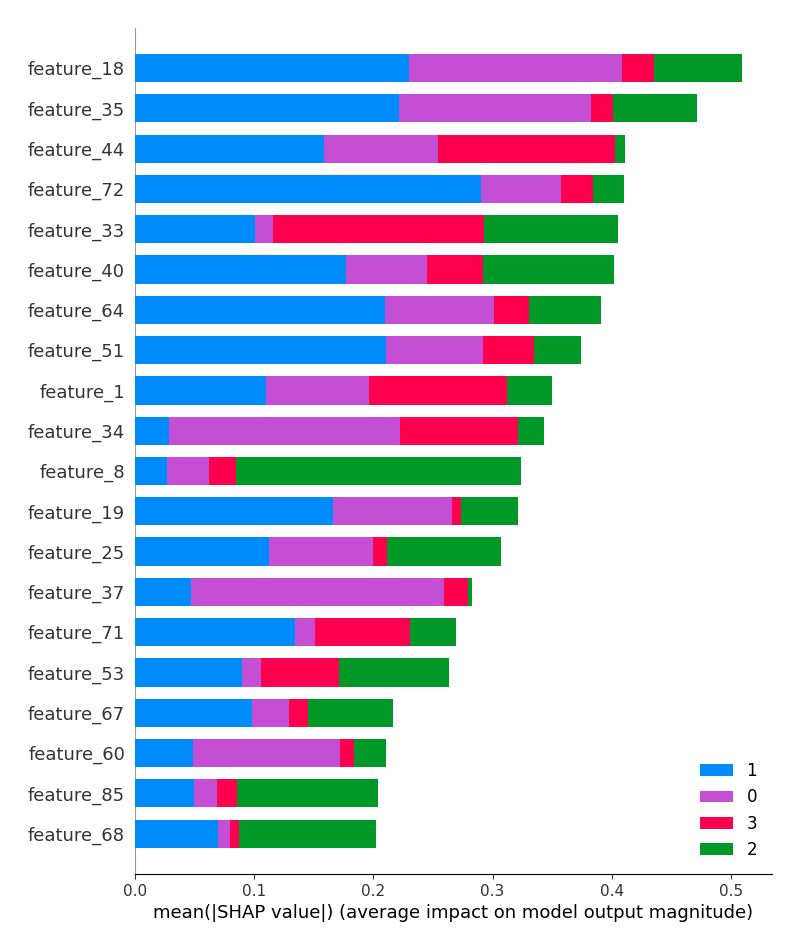 feature_18
feature_35
feature_44
feature_72
feature_33
feature_40
feature_64
feature_51
feature_1
feature_34
feature_8
feature_19
feature_25
feature_37
feature_71
feature_53
feature_67
feature_60
feature_85
feature_68
1
0
3
2
0.0 0.1 0.2 0.3 0.4 0.5
mean(|SHAP value|) (average impact on model output magnitude)